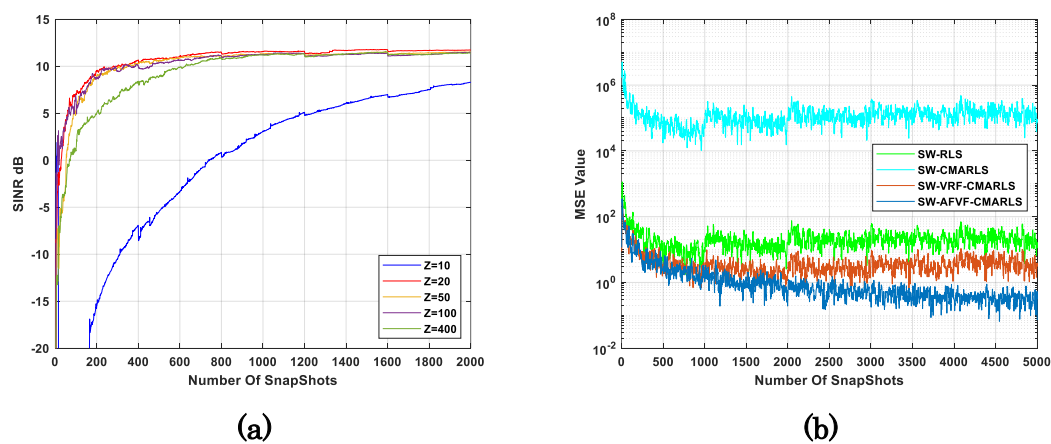 15
10
5
0
-5
-10
-15
-20
SINR dB
0 200 400 600 800 1000 1200 1400 1600 1800 2000
Number Of SnapShots
Z=10
Z=20
Z=50
Z=100
Z=400
(a)
10^8
10^6
10^4
10^2
10^0
10^-2
MSE Value
0 500 1000 1500 2000 2500 3000 3500 4000 4500 5000
Number Of SnapShots
SW-RLS
SW-CMARLS
SW-VRF-CMARLS
SW-AFVF-CMARLS
(b)